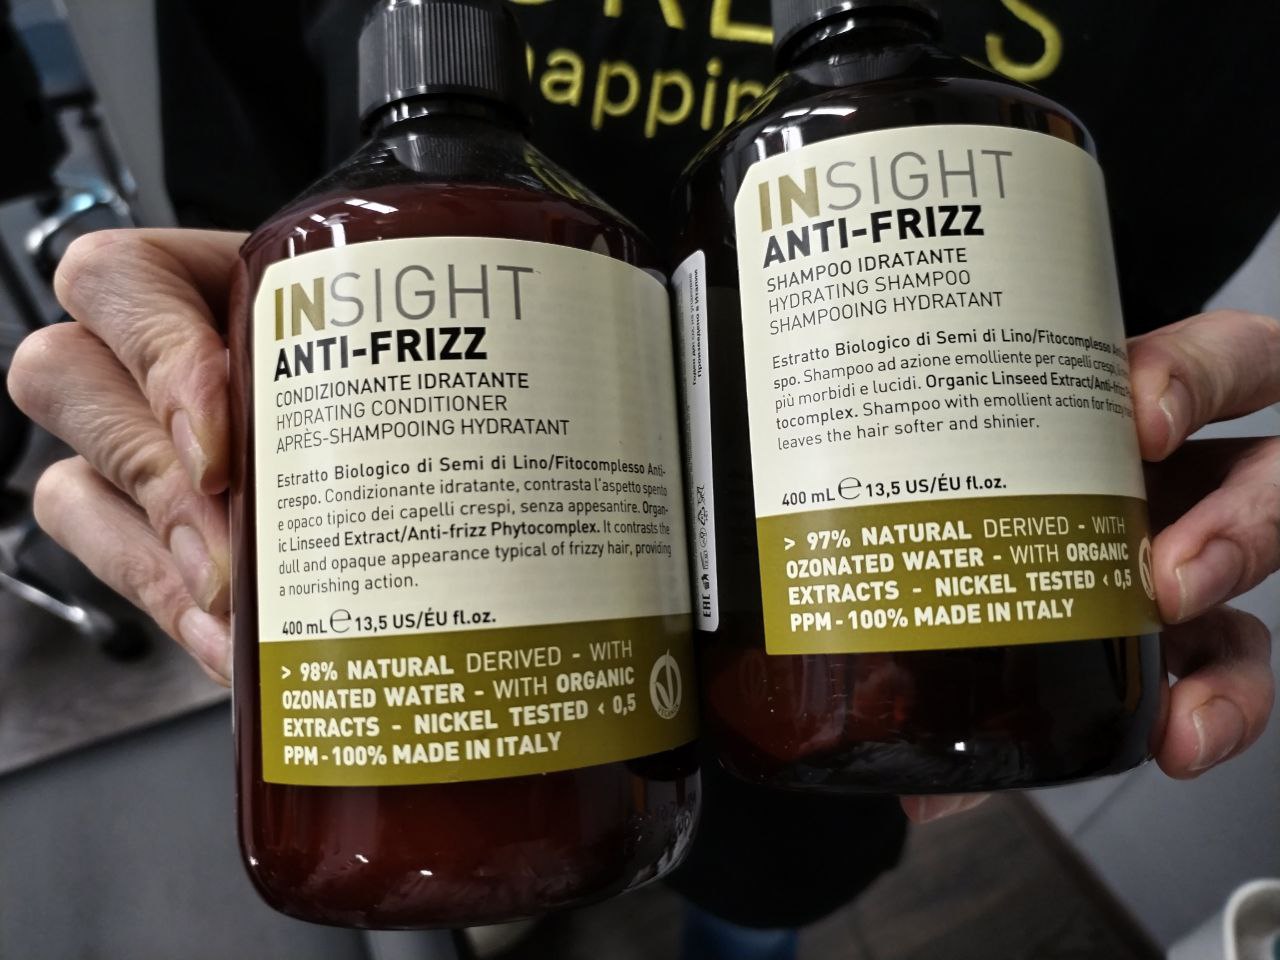 appin
INSIGHT
ANTI-FRIZZ
CONDIZIONANTE IDRATANTE
HYDRATING CONDITIONER
APRÈS-SHAMPOOING HYDRATANT
Estratto Biologico di Semi di Lino/Fitocomplesso Anti-
crespo. Condizionante idratante, contrasta l'aspetto spento
e opaco tipico dei capelli crespi, senza appesantire. Organ-
ic Linseed Extract/Anti-frizz Phytocomplex. It contrasts the
dull and opaque appearance typical of frizzy hair, providing
a nourishing action.
400 mL ℮ 13,5 US/ÉU fl.oz.
> 98% NATURAL DERIVED - WITH
OZONATED WATER - WITH ORGANIC
EXTRACTS - NICKEL TESTED < 0,5
PPM - 100% MADE IN ITALY
Произведено в Италии
EAC
INSIGHT
ANTI-FRIZZ
SHAMPOO IDRATANTE
HYDRATING SHAMPOO
SHAMPOOING HYDRATANT
Estratto Biologico di Semi di Lino/Fitocomplesso
spo. Shampoo ad azione emolliente per capelli crespi,
più morbidi e lucidi. Organic Linseed Extract/Anti-frizz
tocomplex. Shampoo with emollient action for frizzy
leaves the hair softer and shinier.
400 mL ℮ 13,5 US/ÉU fl.oz.
> 97% NATURAL DERIVED - WITH
OZONATED WATER - WITH ORGANIC
EXTRACTS - NICKEL TESTED < 0,5
PPM - 100% MADE IN ITALY